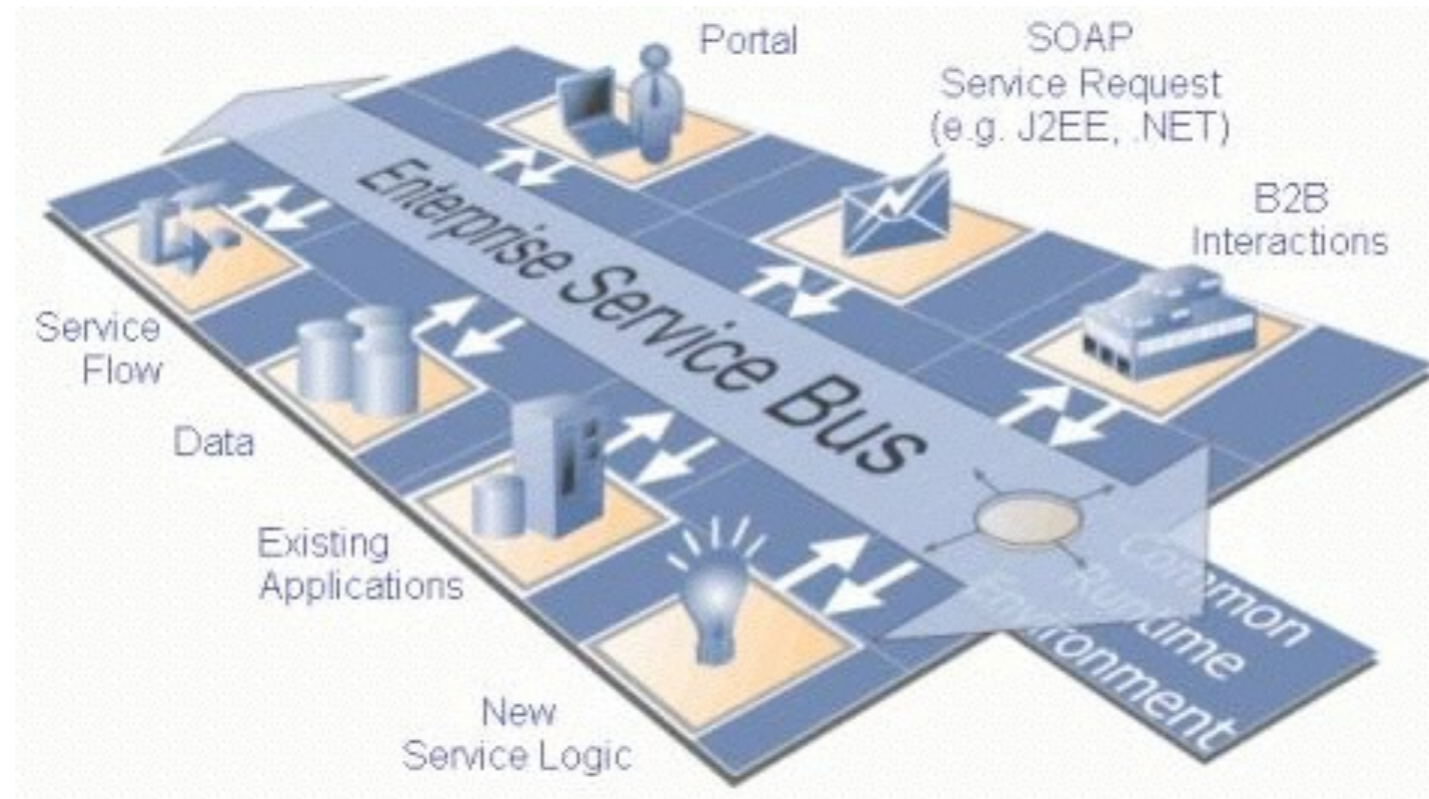 Portal
SOAP
Service Request
(e.g. J2EE, .NET)
B2B
Interactions
Enterprise Service Bus
Service
Flow
Data
Existing
Applications
New
Service Logic
Common
Runtime
Environment